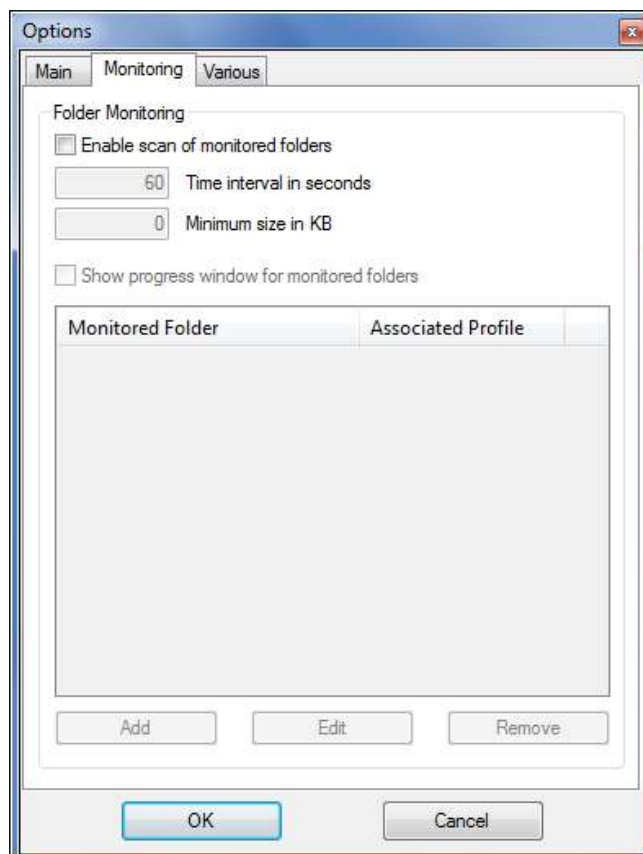 Options
Main Monitoring Various
Folder Monitoring
Enable scan of monitored folders
60 Time interval in seconds
0 Minimum size in KB
Show progress window for monitored folders
Monitored Folder Associated Profile
Add Edit Remove
OK Cancel